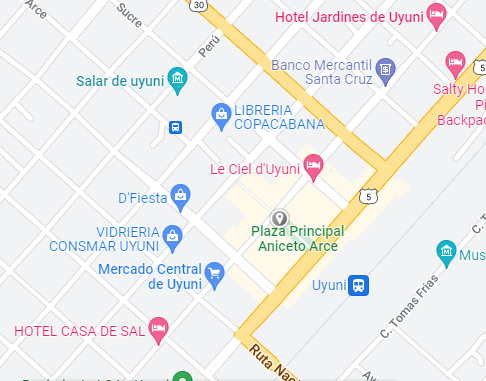 Arce
Sucre
30
Hotel Jardines de Uyuni
Perú
Banco Mercantil
Santa Cruz
5
Salar de uyuni
Salty Ho
Pi
Backpa
LIBRERIA
COPACABANA
Le Ciel d'Uyuni
D'Fiesta
5
VIDRIERIA
CONSMAR UYUNI
Plaza Principal
Aniceto Arce
C. T
Mus
Mercado Central
de Uyuni
Uyuni
C. Tomas Frias
HOTEL CASA DE SAL
Ruta Nac
Av